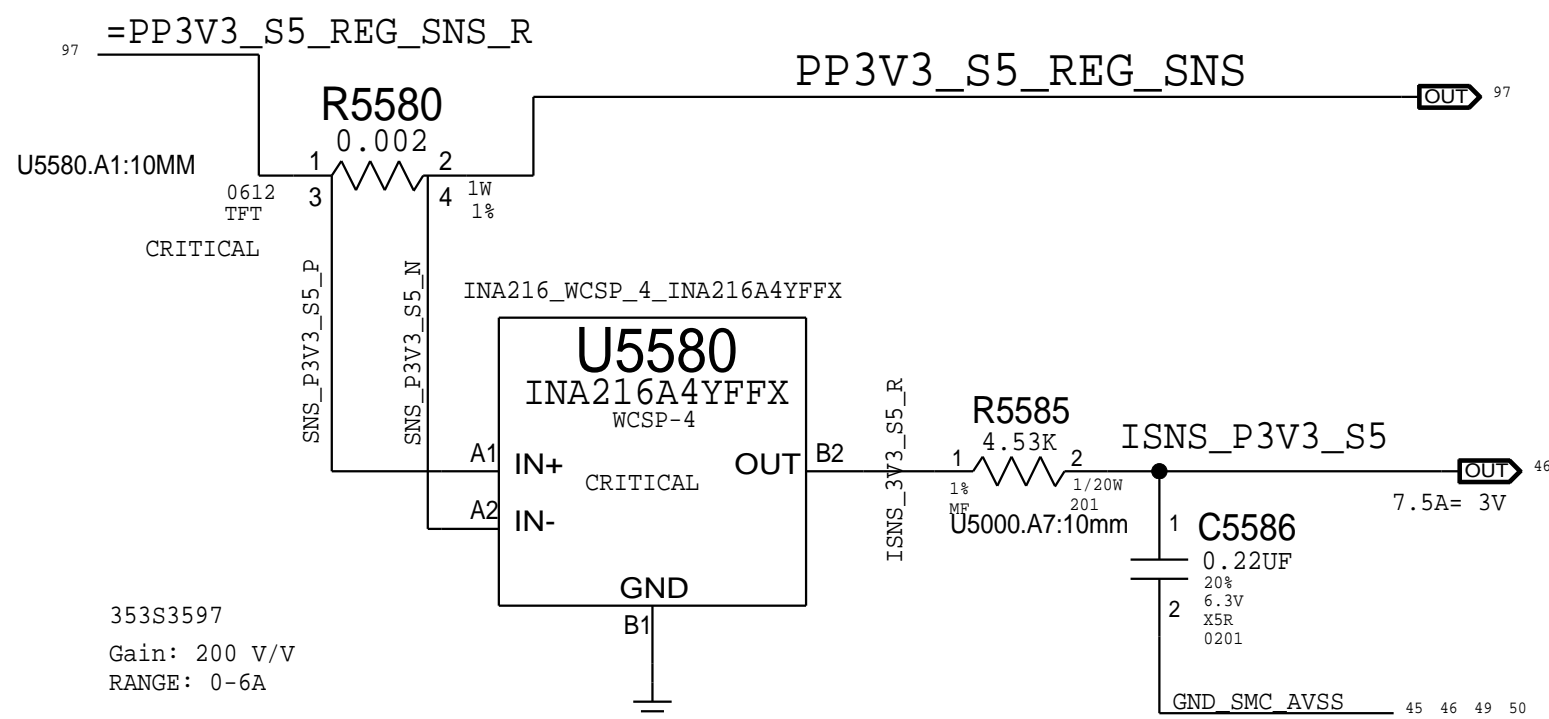 =PP3V3_S5_REG_SNS_R
97
PP3V3_S5_REG_SNS
OUT
97
R5580
0.002
U5580.A1:10MM
1
2
3
4
0612
TFT
1W
1%
CRITICAL
SNS_P3V3_S5_P
SNS_P3V3_S5_N
INA216_WCSP_4_INA216A4YFFX
U5580
INA216A4YFFX
WCSP-4
A1
IN+
CRITICAL
OUT
B2
A2
IN-
GND
B1
ISNS_3V3_S5_R
R5585
4.53K
1
2
1%
MF
1/20W
201
U5000.A7:10mm
ISNS_P3V3_S5
OUT
46
7.5A= 3V
1
C5586
0.22UF
20%
6.3V
X5R
0201
2
GND_SMC_AVSS
45 46 49 50
353S3597
Gain: 200 V/V
RANGE: 0-6A